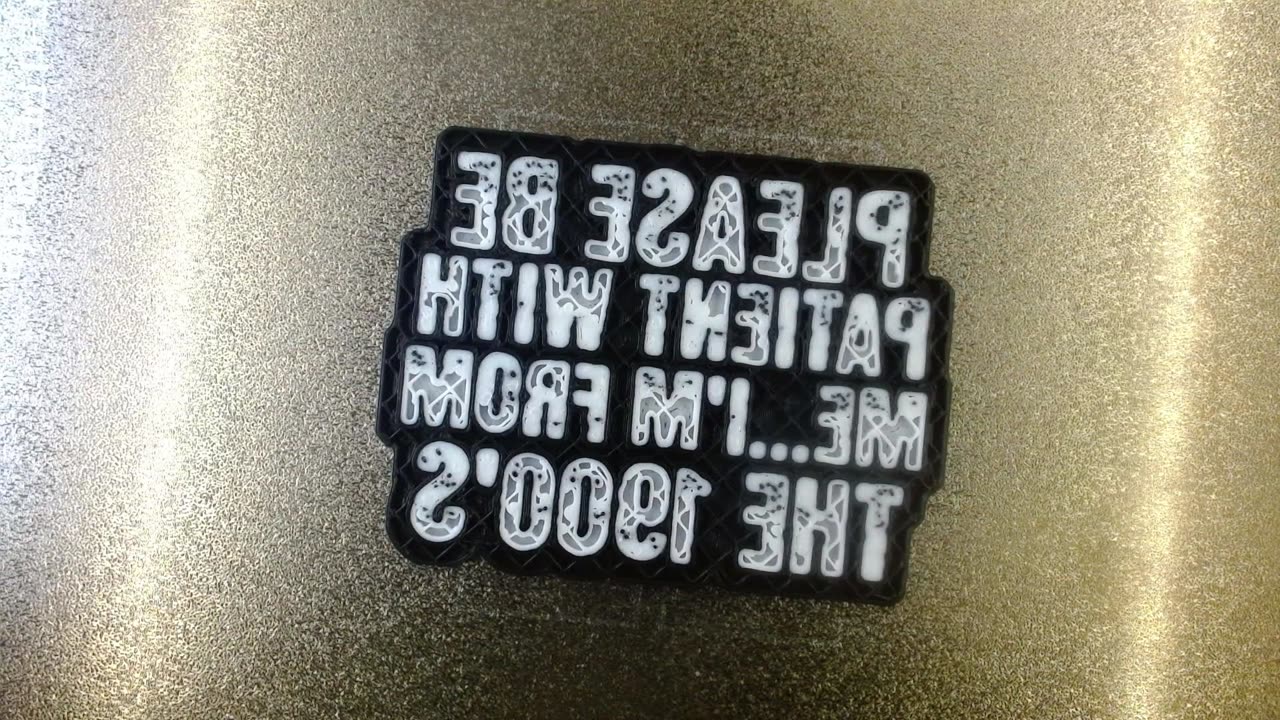 PLEASE BE
PATIENT WITH
ME...I'M FROM
THE 1900'S